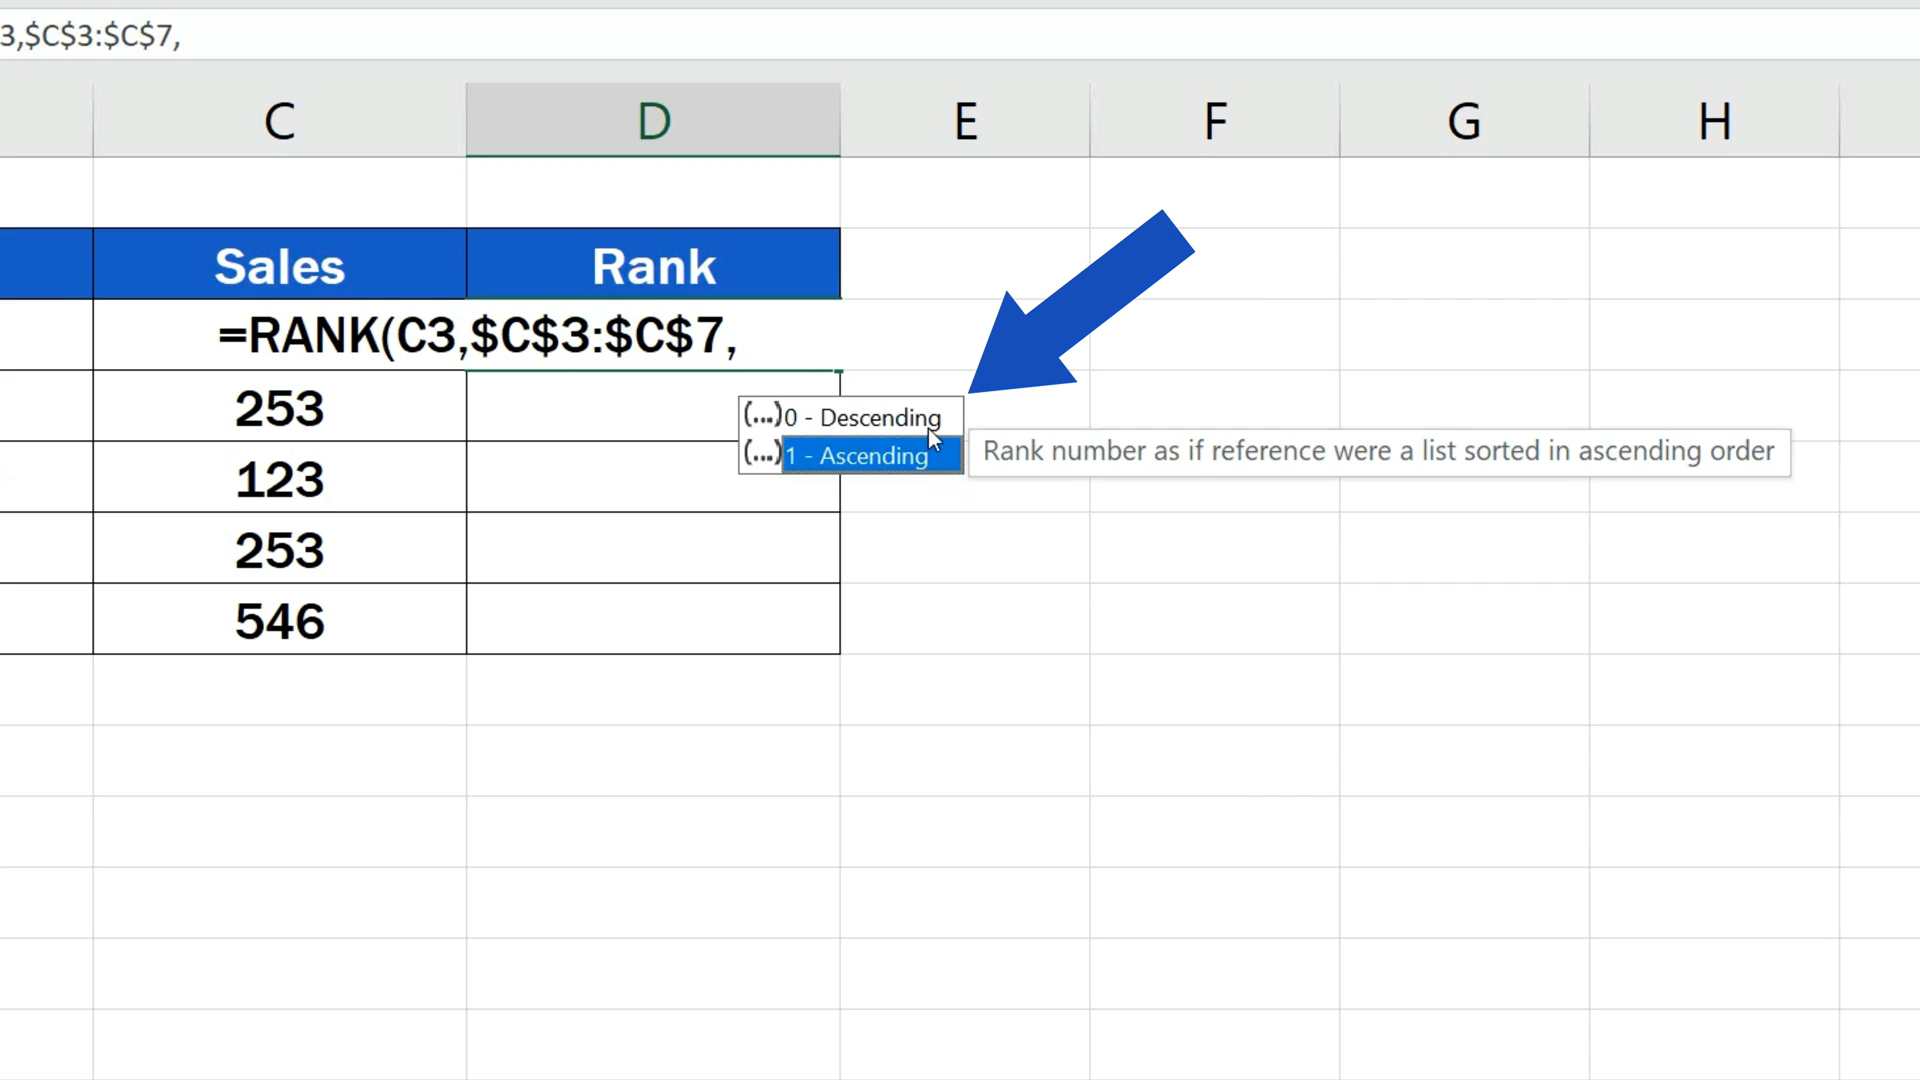 3,$C$3:$C$7,
C D E F G H
Sales Rank
=RANK(C3,$C$3:$C$7,
253
(...)0 - Descending
(...)1 - Ascending
Rank number as if reference were a list sorted in ascending order
123
253
546